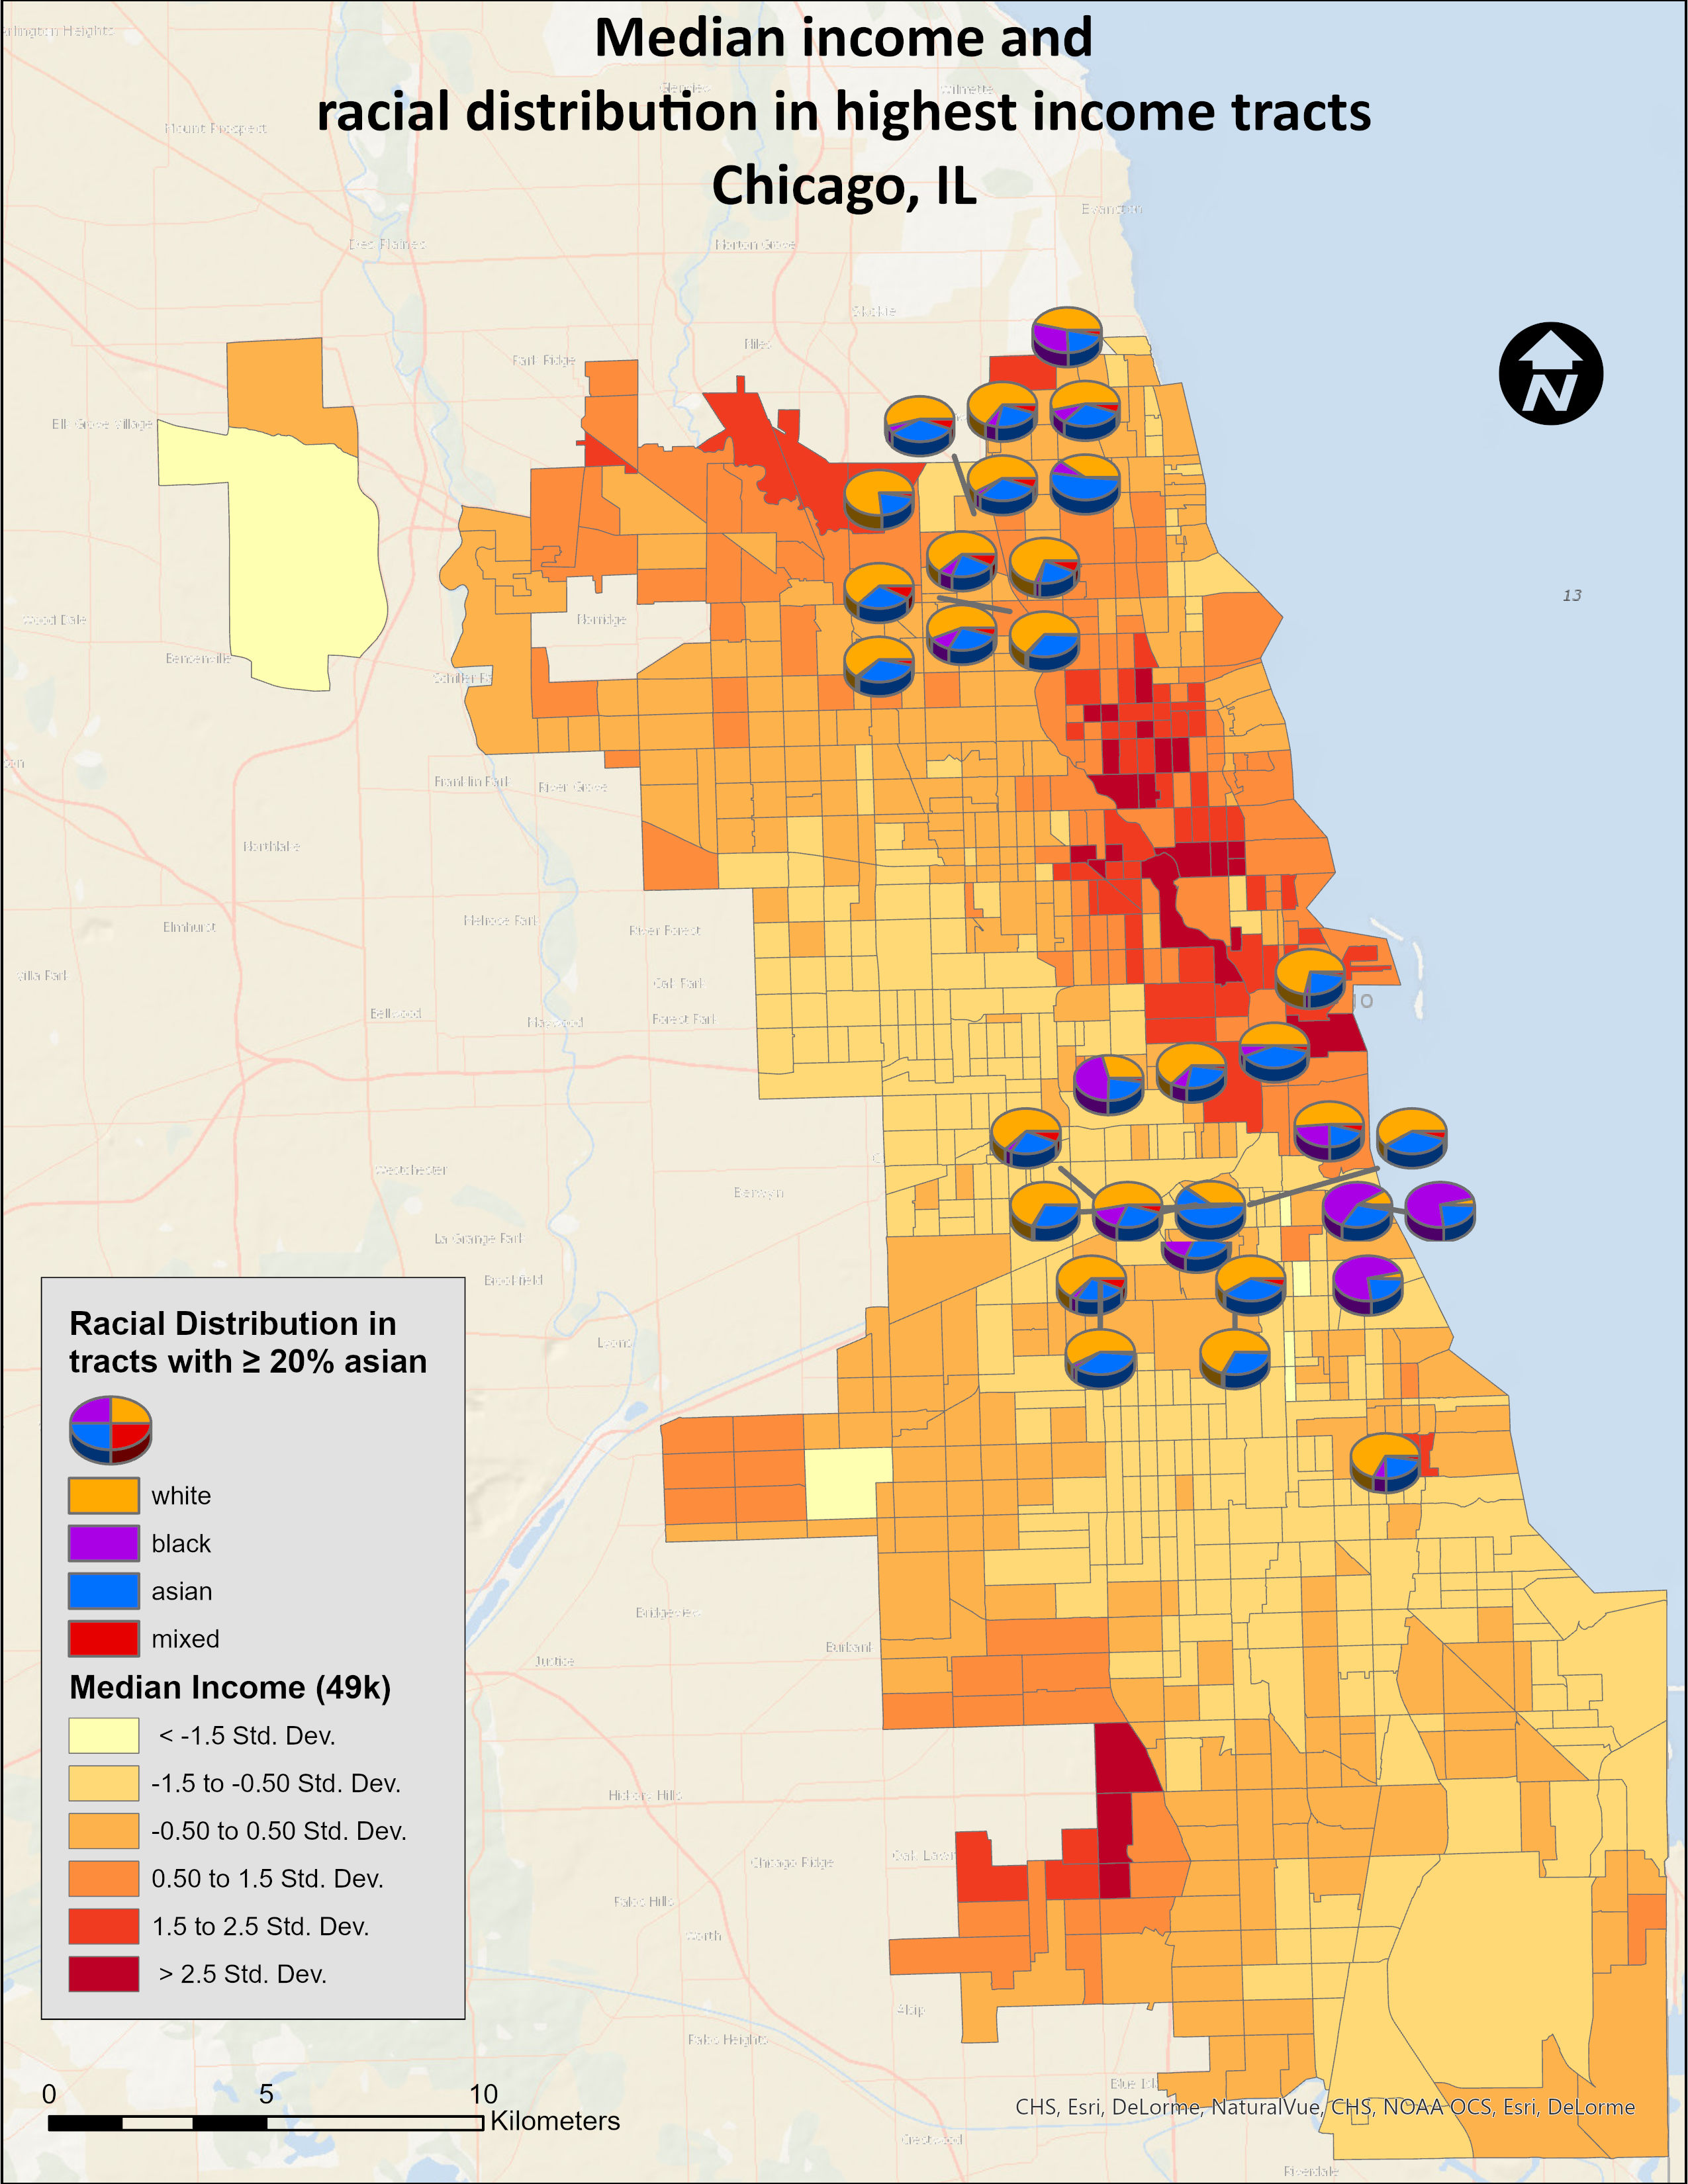 Median income and
racial distribution in highest income tracts
Chicago, IL
Mount Prospect
Wilmette
Evanston
Des Plaines
Morton Grove
Skokie
Niles
Park Ridge
Elk Grove Village
N
13
Wood Dale
Norridge
Bensenville
Franklin Park
River Grove
Northlake
Melrose Park
Elmhurst
River Forest
Villa Park
Oak Park
Bellwood
Maywood
Forest Park
Westchester
Berwyn
La Grange Park
Brookfield
Lyons
Racial Distribution in
tracts with ≥ 20% asian
white
black
asian
mixed
Median Income (49k)
< -1.5 Std. Dev.
-1.5 to -0.50 Std. Dev.
-0.50 to 0.50 Std. Dev.
0.50 to 1.5 Std. Dev.
1.5 to 2.5 Std. Dev.
> 2.5 Std. Dev.
Bridgeview
Burbank
Justice
Hickory Hills
Oak Lawn
Chicago Ridge
Palos Hills
Worth
Alsip
Palos Heights
0 5 10
Kilometers
CHS, Esri, DeLorme, NaturalVue, CHS, NOAA OCS, Esri, DeLorme
Crestwood
Riverdale